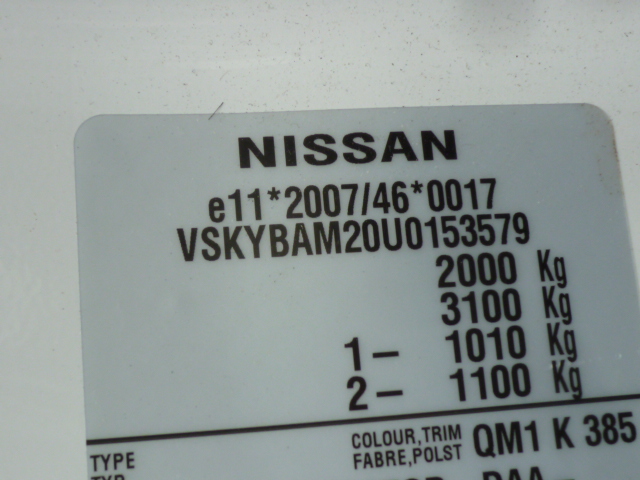 NISSAN
e11*2007/46*0017
VSKYBAM20U0153579
2000 Kg
3100 Kg
1– 1010 Kg
2– 1100 Kg
TYPE COLOUR,TRIM QM1 K 385
FABRE,POLST